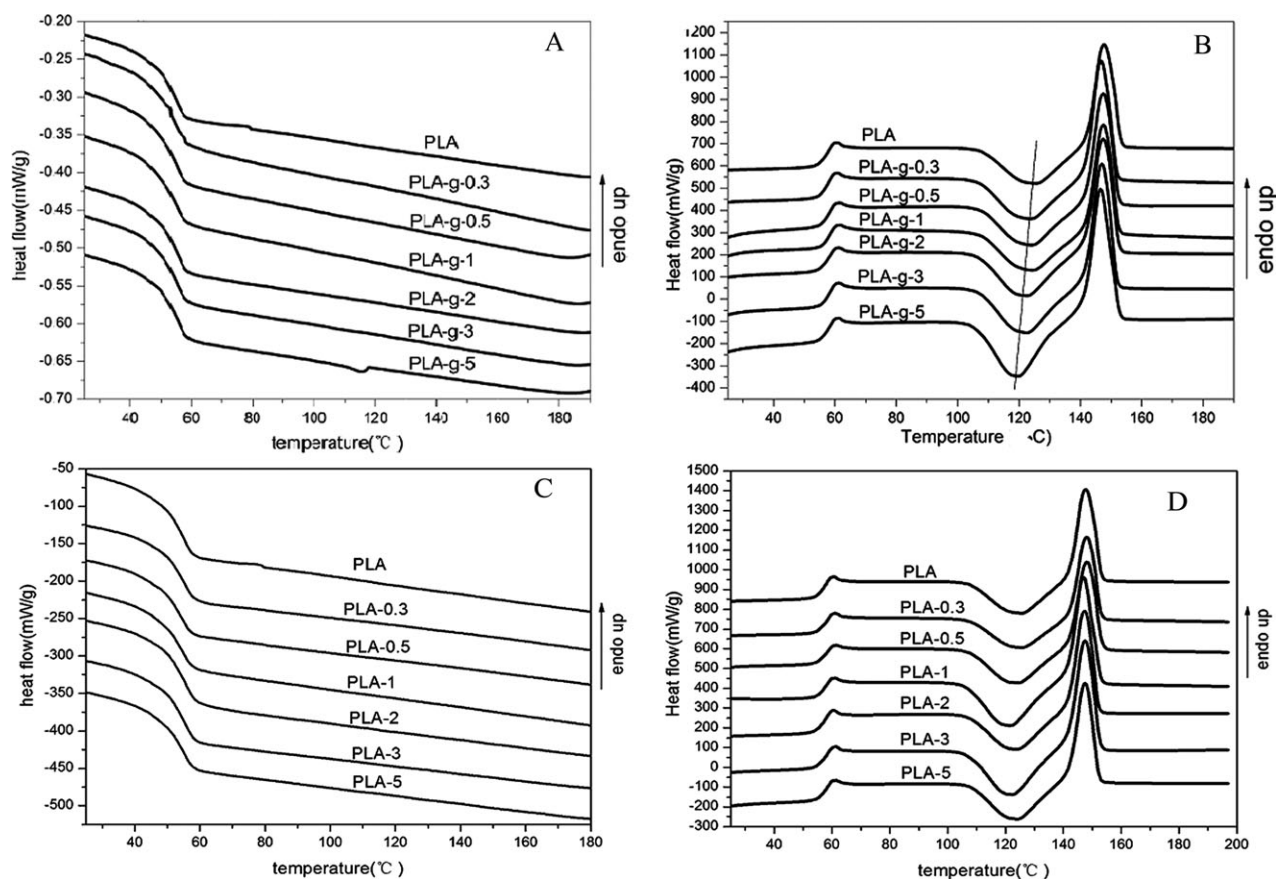 A
-0.20
-0.25
-0.30
-0.35
-0.40
-0.45
-0.50
-0.55
-0.60
-0.65
-0.70
heat flow(mW/g)
PLA
PLA-g-0.3
PLA-g-0.5
PLA-g-1
PLA-g-2
PLA-g-3
PLA-g-5
endo up
40 60 80 100 120 140 160 180
temperature(℃)
B
1200
1100
1000
900
800
700
600
500
400
300
200
100
0
-100
-200
-300
-400
Heat flow(mW/g)
PLA
PLA-g-0.3
PLA-g-0.5
PLA-g-1
PLA-g-2
PLA-g-3
PLA-g-5
endo up
40 60 80 100 120 140 160 180
Temperature C)
C
-50
-100
-150
-200
-250
-300
-350
-400
-450
-500
heat flow(mW/g)
PLA
PLA-0.3
PLA-0.5
PLA-1
PLA-2
PLA-3
PLA-5
endo up
40 60 80 100 120 140 160 180
temperature(℃)
D
1500
1400
1300
1200
1100
1000
900
800
700
600
500
400
300
200
100
0
-100
-200
-300
Heat flow(mW/g)
PLA
PLA-0.3
PLA-0.5
PLA-1
PLA-2
PLA-3
PLA-5
endo up
40 60 80 100 120 140 160 180 200
temperature(℃)